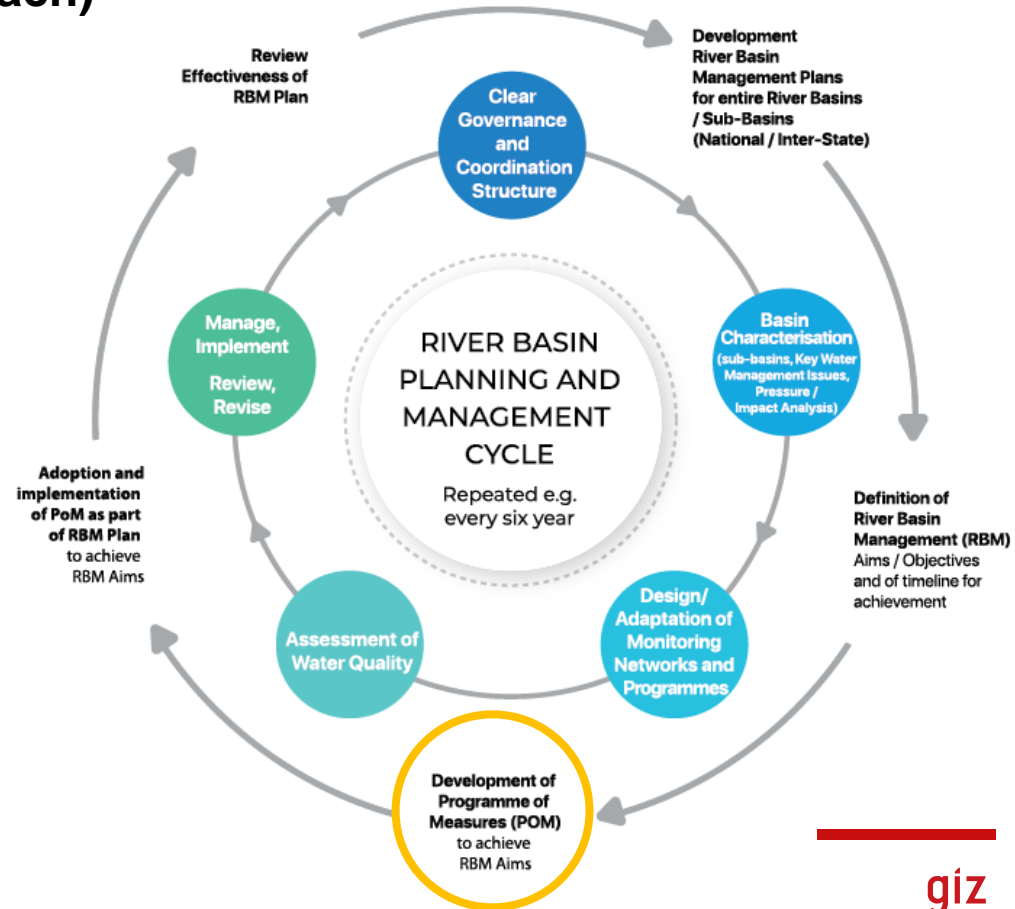 ach)
Review
Effectiveness of
RBM Plan
Development
River Basin
Management Plans
for entire River Basins
/ Sub-Basins
(National / Inter-State)
Clear
Governance
and
Coordination
Structure
Manage,
Implement
Review,
Revise
RIVER BASIN
PLANNING AND
MANAGEMENT
CYCLE
Repeated e.g.
every six year
Basin
Characterisation
(sub-basins, Key Water
Management Issues,
Pressure /
Impact Analysis)
Adoption and
implementation
of PoM as part
of RBM Plan
to achieve
RBM Aims
Definition of
River Basin
Management (RBM)
Aims / Objectives
and of timeline for
achievement
Assessment of
Water Quality
Design/
Adaptation of
Monitoring
Networks and
Programmes
Development of
Programme of
Measures (POM)
to achieve
RBM Aims
giz